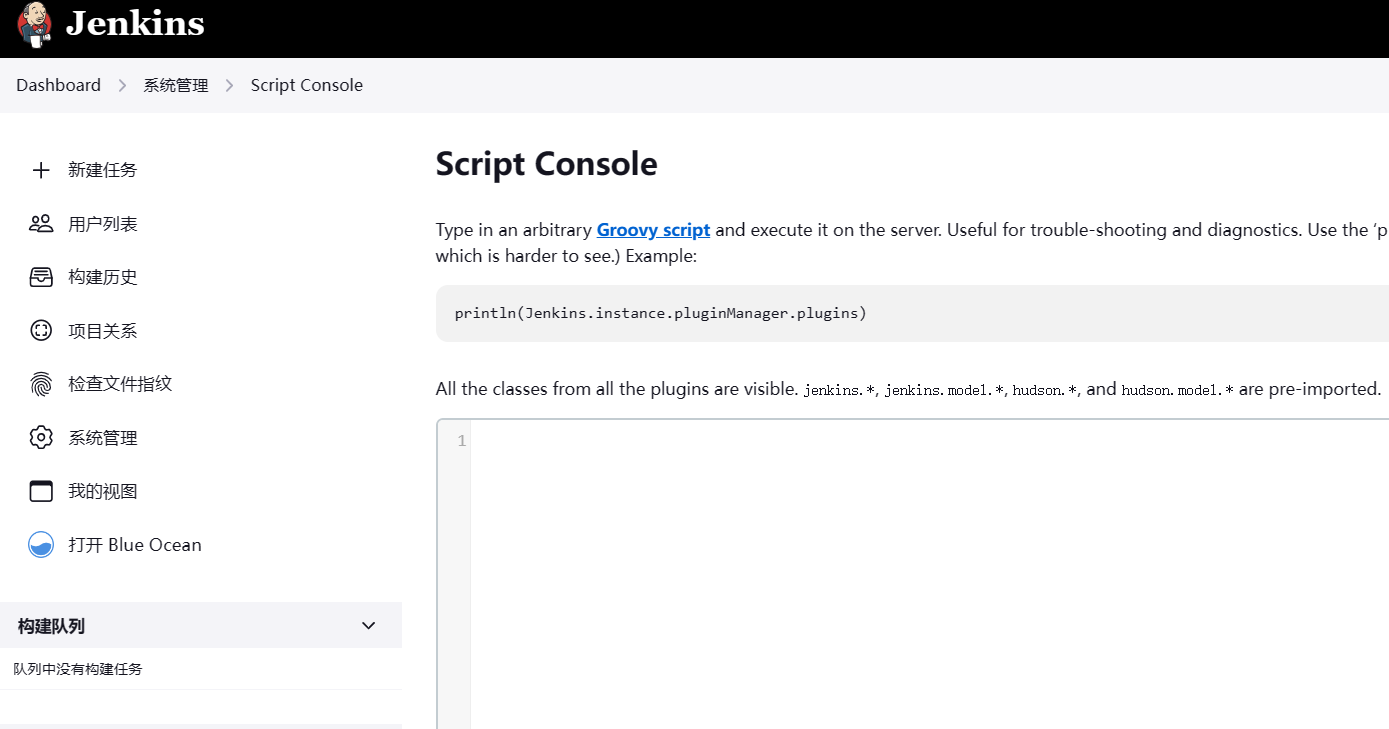 Jenkins
Dashboard > 系统管理 > Script Console
新建任务
用户列表
构建历史
项目关系
检查文件指纹
系统管理
我的视图
打开 Blue Ocean
构建队列
队列中没有构建任务
Script Console
Type in an arbitrary Groovy script and execute it on the server. Useful for trouble-shooting and diagnostics. Use the ‘p
which is harder to see.) Example:
println(Jenkins.instance.pluginManager.plugins)
All the classes from all the plugins are visible. jenkins.*, jenkins.model.*, hudson.*, and hudson.model.* are pre-imported.
1